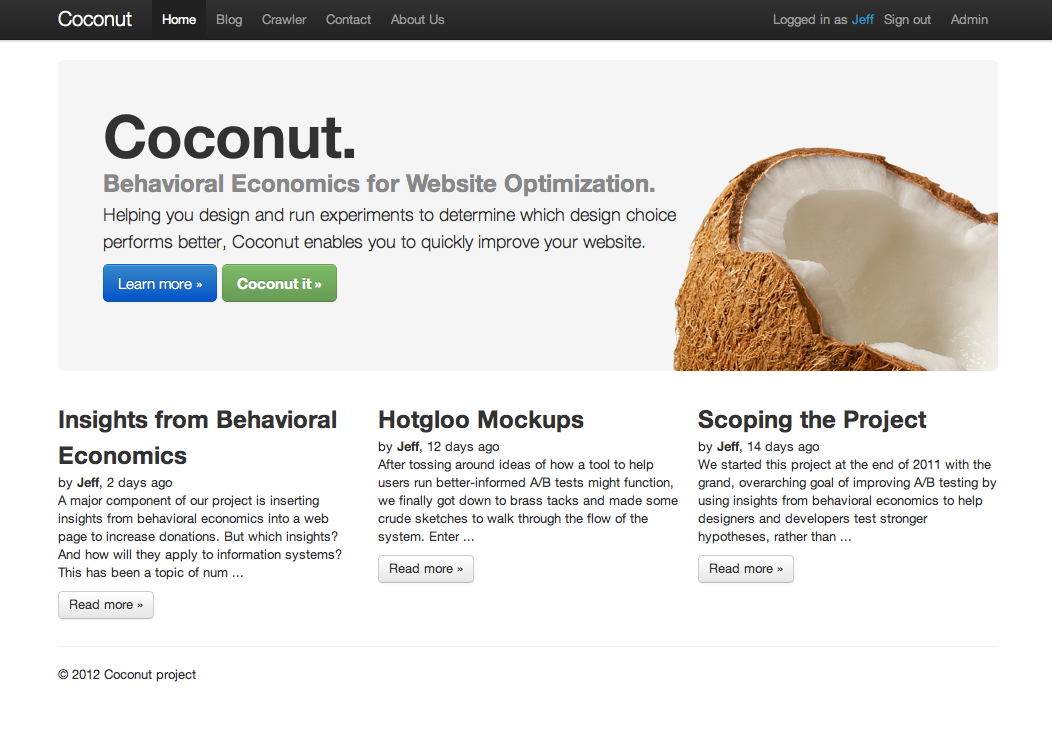 Coconut Home Blog Crawler Contact About Us Logged in as Jeff Sign out Admin
Coconut.
Behavioral Economics for Website Optimization.
Helping you design and run experiments to determine which design choice
performs better, Coconut enables you to quickly improve your website.
Learn more » Coconut it »
Insights from Behavioral
Economics
by Jeff, 2 days ago
A major component of our project is inserting
insights from behavioral economics into a web
page to increase donations. But which insights?
And how will they apply to information systems?
This has been a topic of num ...
Read more »
Hotgloo Mockups
by Jeff, 12 days ago
After tossing around ideas of how a tool to help
users run better-informed A/B tests might function,
we finally got down to brass tacks and made some
crude sketches to walk through the flow of the
system. Enter ...
Read more »
Scoping the Project
by Jeff, 14 days ago
We started this project at the end of 2011 with the
grand, overarching goal of improving A/B testing by
using insights from behavioral economics to help
designers and developers test stronger
hypotheses, rather than ...
Read more »
© 2012 Coconut project